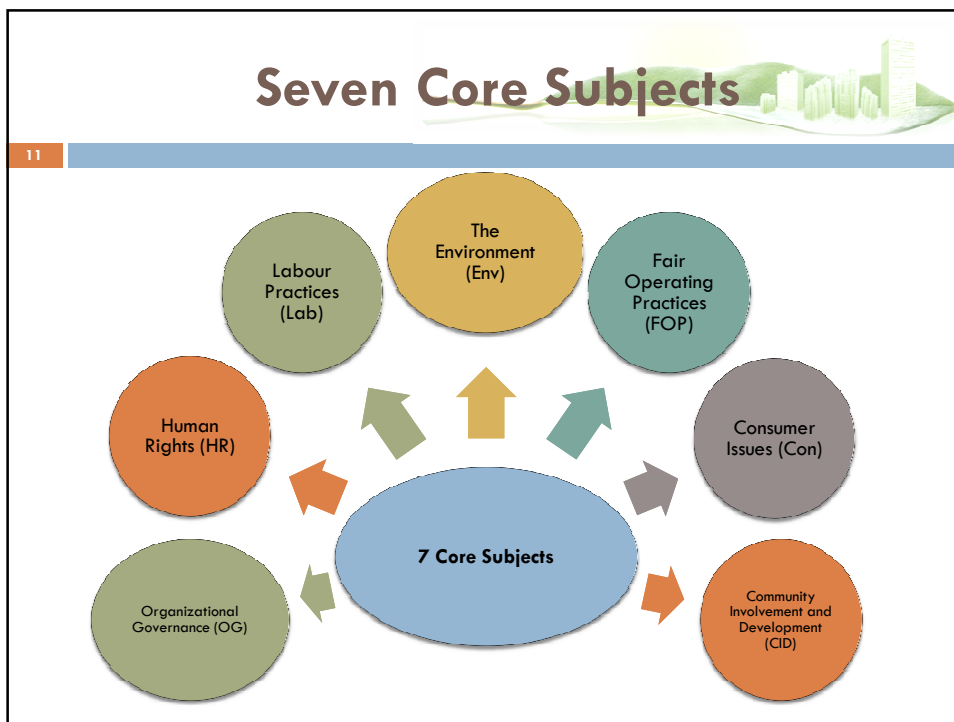 Seven Core Subjects
11
The
Environment
(Env)
Labour
Practices
(Lab)
Fair
Operating
Practices
(FOP)
Human
Rights (HR)
Consumer
Issues (Con)
7 Core Subjects
Organizational
Governance (OG)
Community
Involvement and
Development
(CID)